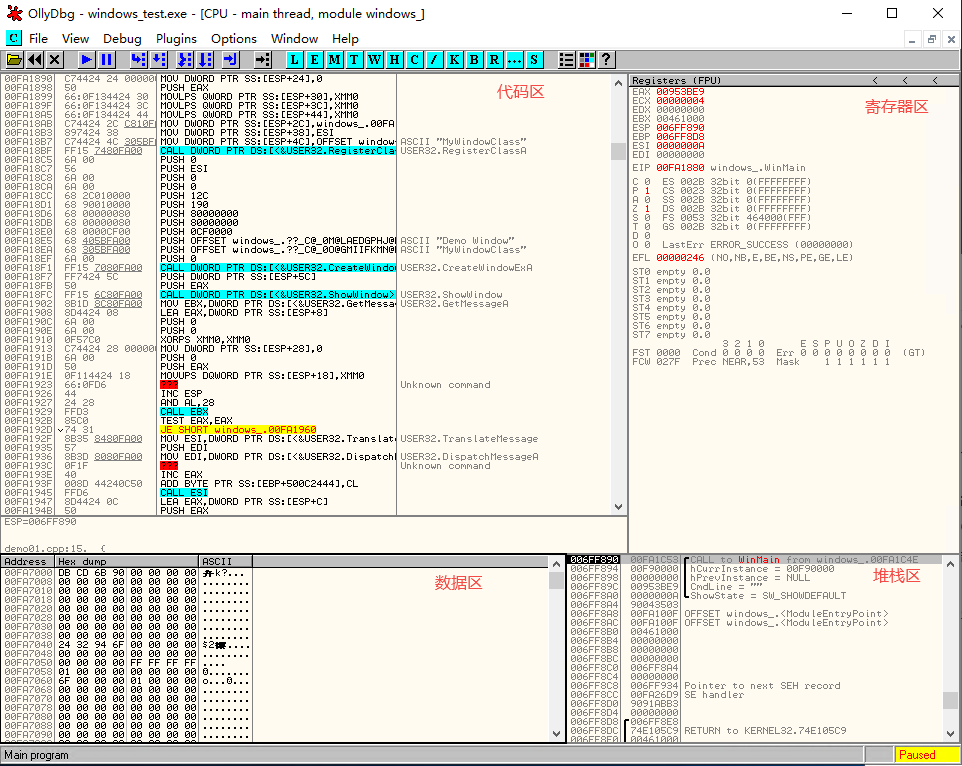 OllyDbg - windows_test.exe - [CPU - main thread, module windows_]
C File View Debug Plugins Options Window Help
L E M T W H C / K B R ... S ?
代码区
00FA1890 C74424 24 000000 MOV DWORD PTR SS:[ESP+24],0
00FA1898 50 PUSH EAX
00FA1899 66:0F134424 30 MOVLPS QWORD PTR SS:[ESP+30],XMM0
00FA189F 66:0F134424 3C MOVLPS QWORD PTR SS:[ESP+3C],XMM0
00FA18A5 66:0F134424 44 MOVLPS QWORD PTR SS:[ESP+44],XMM0
MOV DWORD PTR SS:[ESP+2C],windows_.00FA
00FA18B3 897424 38 MOV DWORD PTR SS:[ESP+38],ESI
00FA18B7 C74424 4C 305BF MOV DWORD PTR SS:[ESP+4C],OFFSET window ASCII "MyWindowClass"
00FA18BF FF15 7480FA00 CALL DWORD PTR DS:[<&USER32.RegisterCla USER32.RegisterClassA
00FA18C5 6A 00 PUSH 0
00FA18C7 56 PUSH ESI
00FA18C8 6A 00 PUSH 0
00FA18CA 6A 00 PUSH 0
00FA18CC 68 2C010000 PUSH 12C
00FA18D1 68 90010000 PUSH 190
00FA18D6 68 00000080 PUSH 80000000
00FA18DB 68 00000080 PUSH 80000000
00FA18E0 68 0000CF00 PUSH 0CF0000
00FA18E5 68 405BFA00 PUSH OFFSET windows_.??_C@_0M@LAEDGPHJ@ ASCII "Demo Window"
00FA18EA 68 305BFA00 PUSH OFFSET windows_.??_C@_0O@GMIIFKMN@ ASCII "MyWindowClass"
00FA18EF 6A 00 PUSH 0
00FA18F1 FF15 7080FA00 CALL DWORD PTR DS:[<&USER32.CreateWindo USER32.CreateWindowExA
00FA18F7 FF7424 5C PUSH DWORD PTR SS:[ESP+5C]
00FA18FB 50 PUSH EAX
00FA18FC FF15 6C80FA00 CALL DWORD PTR DS:[<&USER32.ShowWindow> USER32.ShowWindow
00FA1902 8B1D 8C80FA00 MOV EBX,DWORD PTR DS:[<&USER32.GetMessa USER32.GetMessageA
00FA1908 8D4424 08 LEA EAX,DWORD PTR SS:[ESP+8]
00FA190C 6A 00 PUSH 0
00FA190E 6A 00 PUSH 0
00FA1910 0F57C0 XORPS XMM0,XMM0
00FA1913 C74424 28 000000 MOV DWORD PTR SS:[ESP+28],0
00FA191B 6A 00 PUSH 0
00FA191D 50 PUSH EAX
00FA191E 0F114424 18 MOVUPS DQWORD PTR SS:[ESP+18],XMM0
00FA1923 66:0FD6 ??? Unknown command
00FA1926 44 INC ESP
00FA1927 24 28 AND AL,28
00FA1929 FFD3 CALL EBX
00FA192B 85C0 TEST EAX,EAX
00FA192D 74 31 JE SHORT windows_.00FA1960
00FA192F 8B35 8480FA00 MOV ESI,DWORD PTR DS:[<&USER32.Translat USER32.TranslateMessage
00FA1935 57 PUSH EDI
00FA1936 8B3D 8080FA00 MOV EDI,DWORD PTR DS:[<&USER32.Dispatch USER32.DispatchMessageA
00FA193C 0F1F ??? Unknown command
00FA193E 40 INC EAX
00FA193F 008D 44240C50 ADD BYTE PTR SS:[EBP+500C2444],CL
00FA1945 FFD6 CALL ESI
00FA1947 8D4424 0C LEA EAX,DWORD PTR SS:[ESP+C]
00FA194B 50 PUSH EAX
ESP=006FF890
demo01.cpp:15. {
Registers (FPU) < < <
寄存器区
EAX 00953BE9
ECX 00000004
EDX 00000000
EBX 00461000
ESP 006FF890
EBP 006FF8D8
ESI 0000000A
EDI 00000000
EIP 00FA1880 windows_.WinMain
C 0 ES 002B 32bit 0(FFFFFFFF)
P 1 CS 0023 32bit 0(FFFFFFFF)
A 0 SS 002B 32bit 0(FFFFFFFF)
Z 1 DS 002B 32bit 0(FFFFFFFF)
S 0 FS 0053 32bit 464000(FFF)
T 0 GS 002B 32bit 0(FFFFFFFF)
D 0
O 0 LastErr ERROR_SUCCESS (00000000)
EFL 00000246 (NO,NB,E,BE,NS,PE,GE,LE)
ST0 empty 0.0
ST1 empty 0.0
ST2 empty 0.0
ST3 empty 0.0
ST4 empty 0.0
ST5 empty 0.0
ST6 empty 0.0
ST7 empty 0.0
3 2 1 0 E S P U O Z D I
FST 0000 Cond 0 0 0 0 Err 0 0 0 0 0 0 0 0 (GT)
FCW 027F Prec NEAR,53 Mask 1 1 1 1 1 1
Address Hex dump ASCII
数据区
00FA7000 DB CD 6B 90 00 00 00 00
00FA7008 00 00 00 00 00 00 00 00 ........
00FA7010 00 00 00 00 00 00 00 00 ........
00FA7018 00 00 00 00 00 00 00 00 ........
00FA7020 00 00 00 00 00 00 00 00 ........
00FA7028 00 00 00 00 00 00 00 00 ........
00FA7030 00 00 00 00 00 00 00 00 ........
00FA7038 00 00 00 00 00 00 00 00 ........
00FA7040 24 32 94 6F 00 00 00 00
00FA7048 00 00 00 00 00 00 00 00 ........
00FA7050 00 00 00 00 FF FF FF FF ....
00FA7058 01 00 00 00 00 00 00 00
00FA7060 6F 00 00 00 01 00 00 00
00FA7068 00 00 00 00 00 00 00 00 ........
00FA7070 00 00 00 00 00 00 00 00 ........
00FA7078 00 00 00 00 00 00 00 00 ........
00FA7080 00 00 00 00 00 00 00 00 ........
00FA7088 00 00 00 00 00 00 00 00 ........
00FA7090 00 00 00 00 00 00 00 00 ........
堆栈区
006FF890 00FA1C53 CALL to WinMain from windows_.00FA1C4E
006FF894 00F90000 hCurrInstance = 00F90000
006FF898 00000000 hPrevInstance = NULL
006FF89C 00953BE9 CmdLine = ""
006FF8A0 0000000A ShowState = SW_SHOWDEFAULT
006FF8A4 90043503
006FF8A8 00FA100F OFFSET windows_.<ModuleEntryPoint>
006FF8AC 00FA100F OFFSET windows_.<ModuleEntryPoint>
006FF8B0 00461000
006FF8B4 00000000
006FF8B8 00000000
006FF8BC 00000000
006FF8C0 006FF8A4
006FF8C4 00000000
006FF8C8 006FF934 Pointer to next SEH record
006FF8CC 00FA26D9 SE handler
006FF8D0 9091ABB3
006FF8D4 00000000
006FF8D8 006FF8E8
006FF8DC 74E105C9 RETURN to KERNEL32.74E105C9
006FF8E0 00461000
Main program
Paused